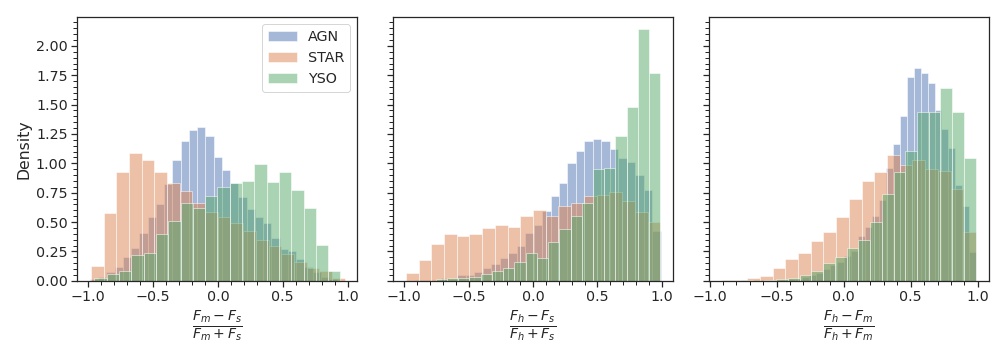 Density
2.00
1.75
1.50
1.25
1.00
0.75
0.50
0.25
0.00
AGN
STAR
YSO
−1.0 −0.5 0.0 0.5 1.0
−1.0 −0.5 0.0 0.5 1.0
−1.0 −0.5 0.0 0.5 1.0
F_m − F_s
F_m + F_s
F_h − F_s
F_h + F_s
F_h − F_m
F_h + F_m